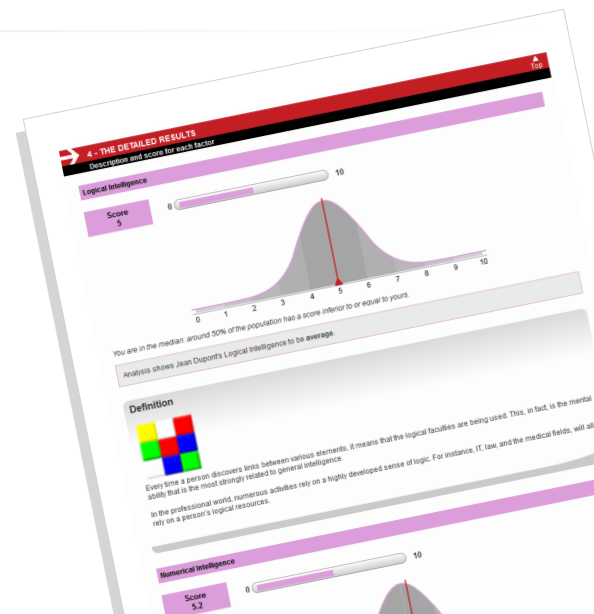 Top
4 - THE DETAILED RESULTS
Description and score for each factor
Logical Intelligence
Score
5
0
10
0 1 2 3 4 5 6 7 8 9 10
You are in the median: around 50% of the population has a score inferior to or equal to yours.
Analysis shows Jean Dupont's Logical Intelligence to be average.
Definition
Every time a person discovers links between various elements, it means that the logical faculties are being used. This, in fact, is the mental
ability that is the most strongly related to general intelligence.
In the professional world, numerous activities rely on a highly developed sense of logic. For instance, IT, law, and the medical fields, will al
rely on a person's logical resources.
Numerical Intelligence
Score
5.2
0
10